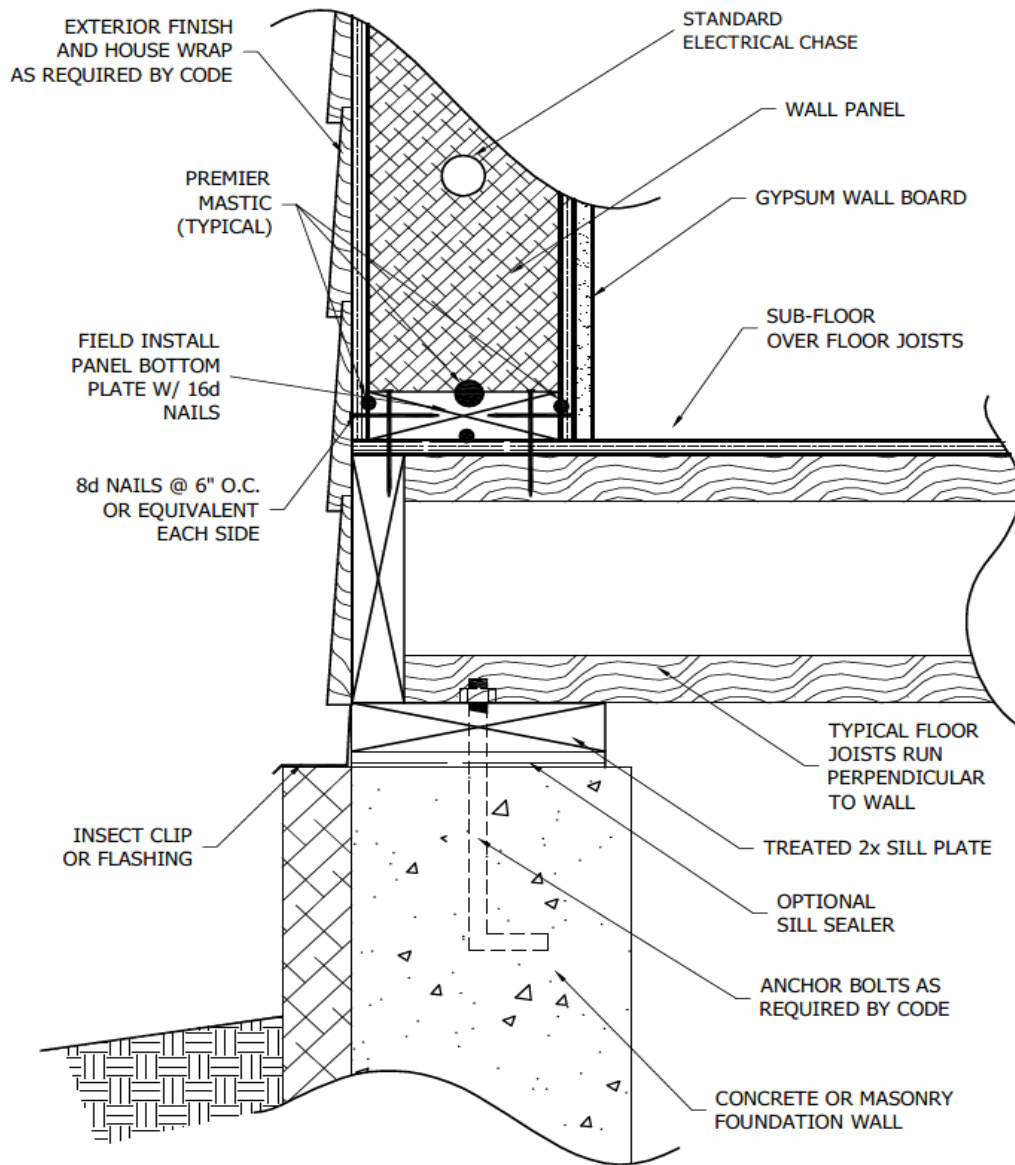 EXTERIOR FINISH
AND HOUSE WRAP
AS REQUIRED BY CODE
STANDARD
ELECTRICAL CHASE
WALL PANEL
PREMIER
MASTIC
(TYPICAL)
GYPSUM WALL BOARD
SUB-FLOOR
OVER FLOOR JOISTS
FIELD INSTALL
PANEL BOTTOM
PLATE W/ 16d
NAILS
8d NAILS @ 6" O.C.
OR EQUIVALENT
EACH SIDE
TYPICAL FLOOR
JOISTS RUN
PERPENDICULAR
TO WALL
INSECT CLIP
OR FLASHING
TREATED 2x SILL PLATE
OPTIONAL
SILL SEALER
ANCHOR BOLTS AS
REQUIRED BY CODE
CONCRETE OR MASONRY
FOUNDATION WALL